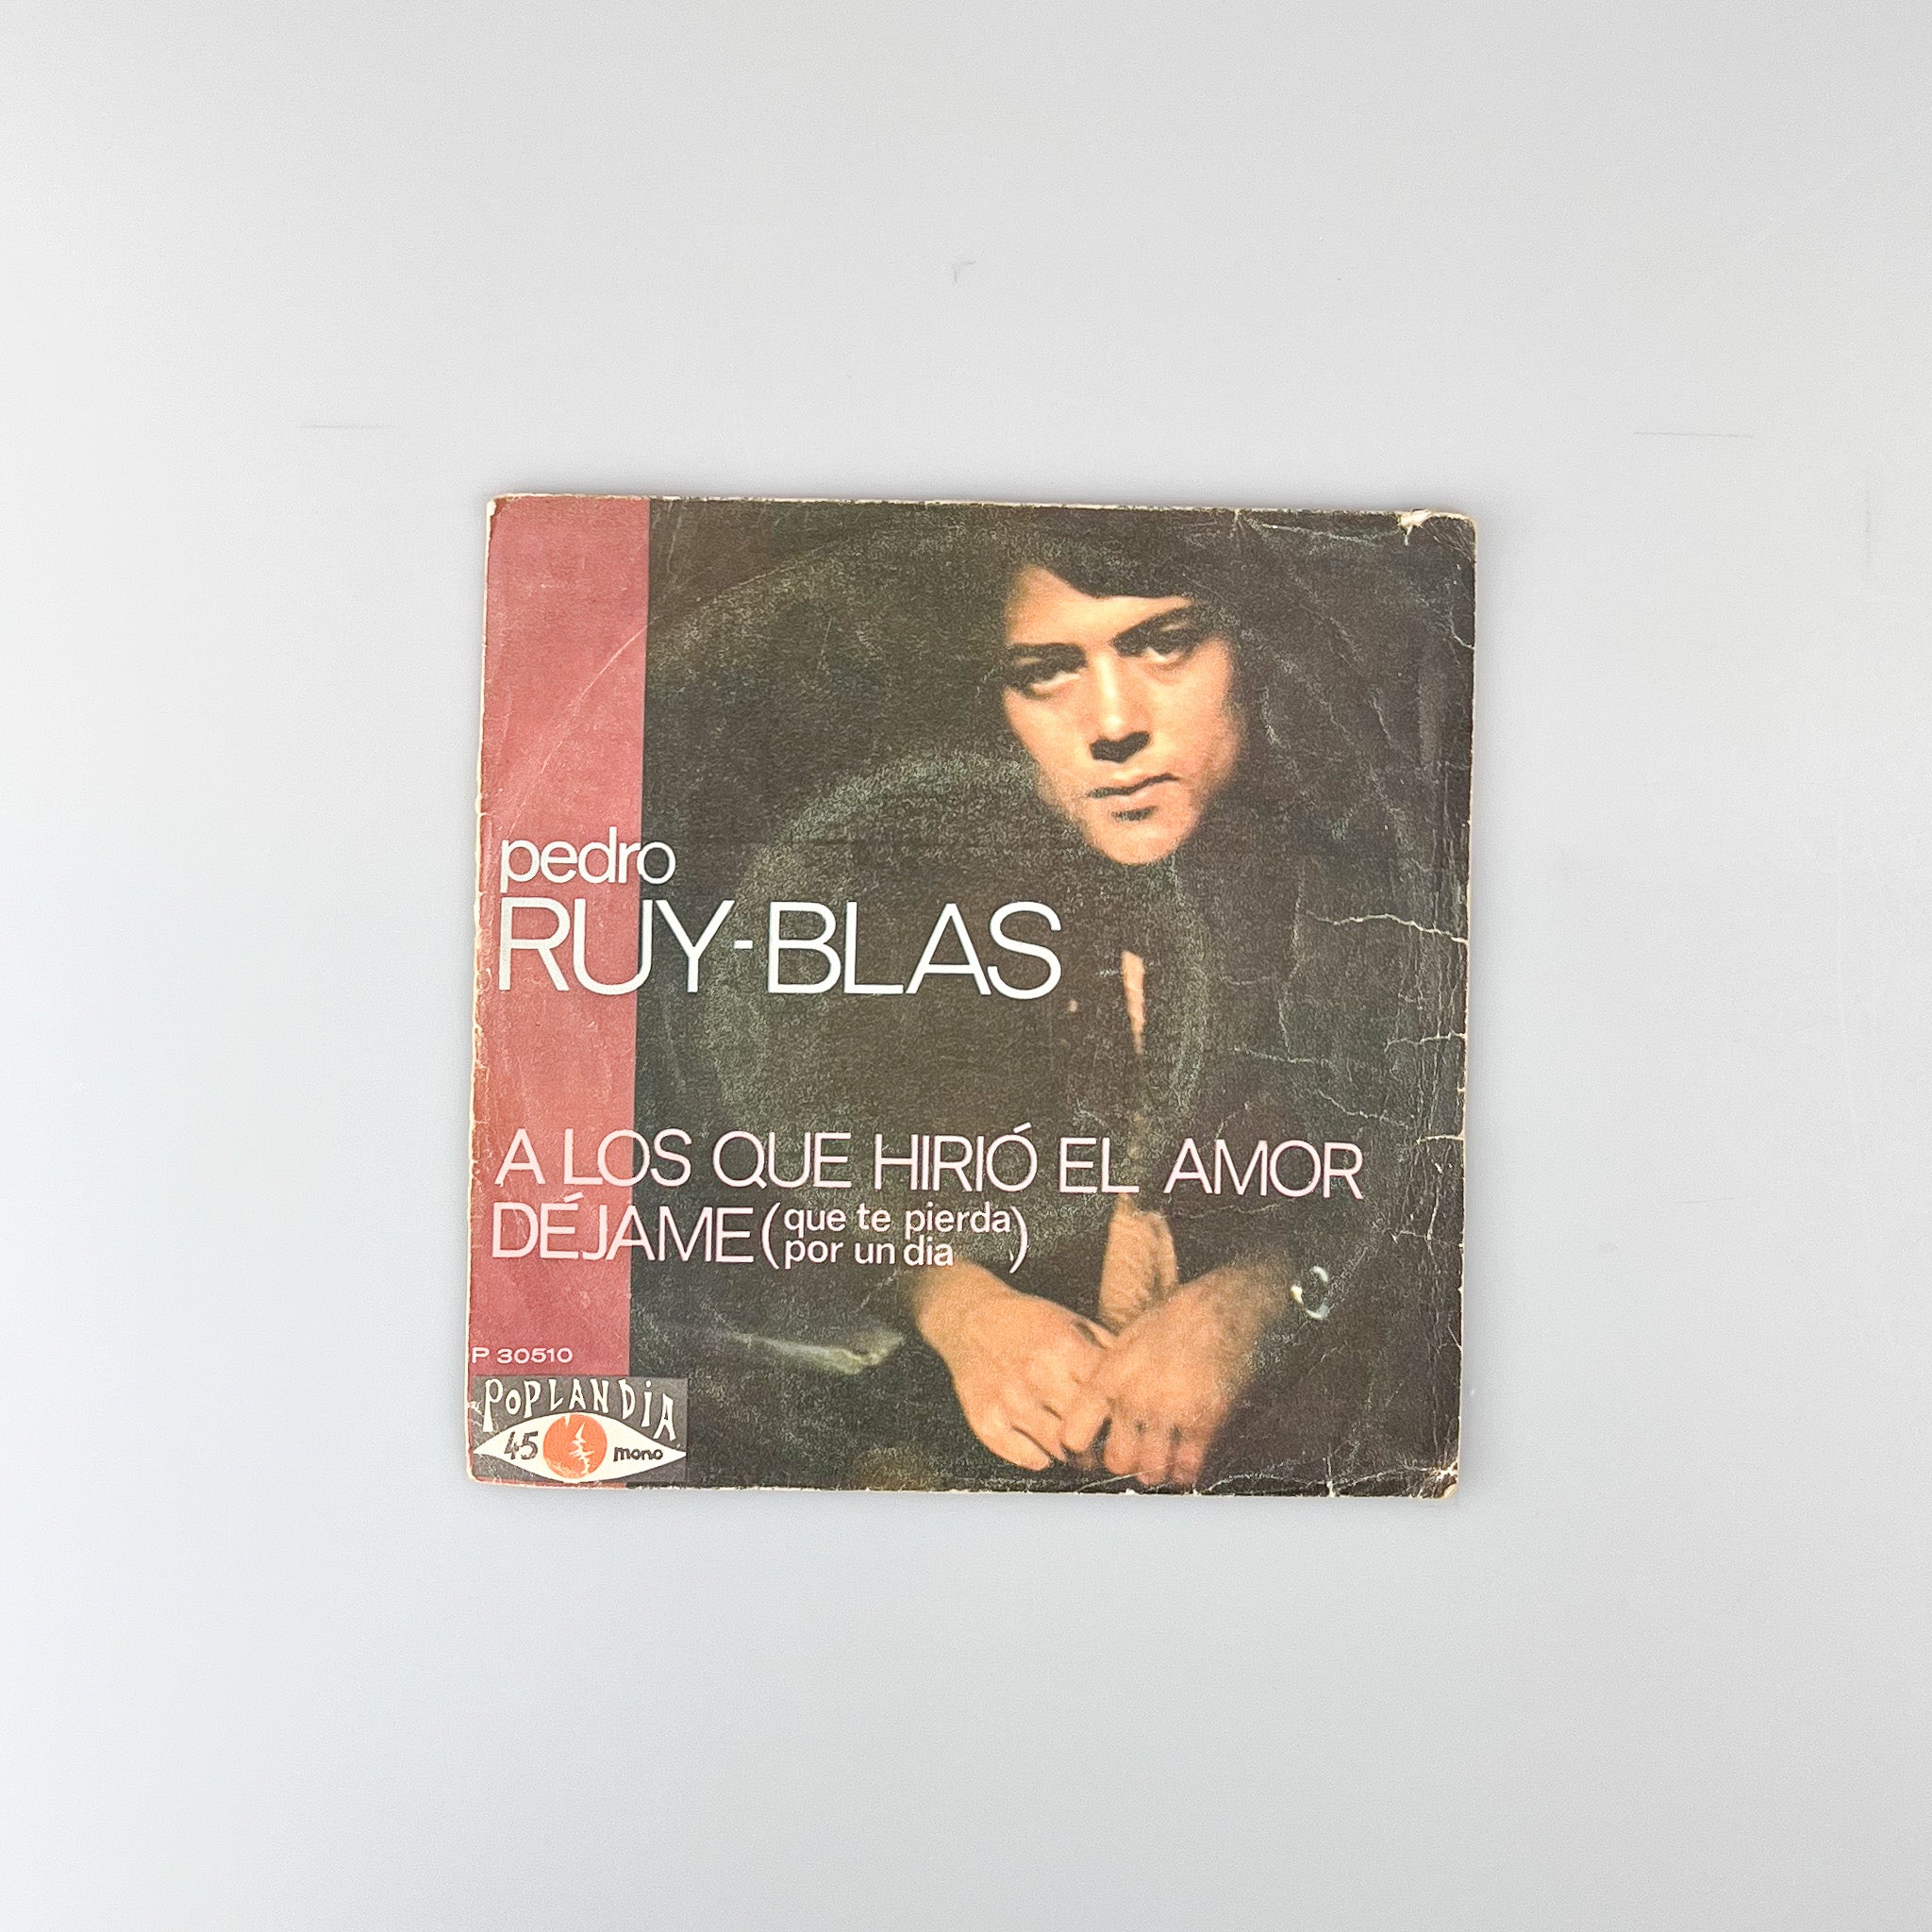 pedro
RUY-BLAS
A LOS QUE HIRIÓ EL AMOR
DÉJAME (que te pierda
por un dia)
P 30510
POPLANDiA
45 mono